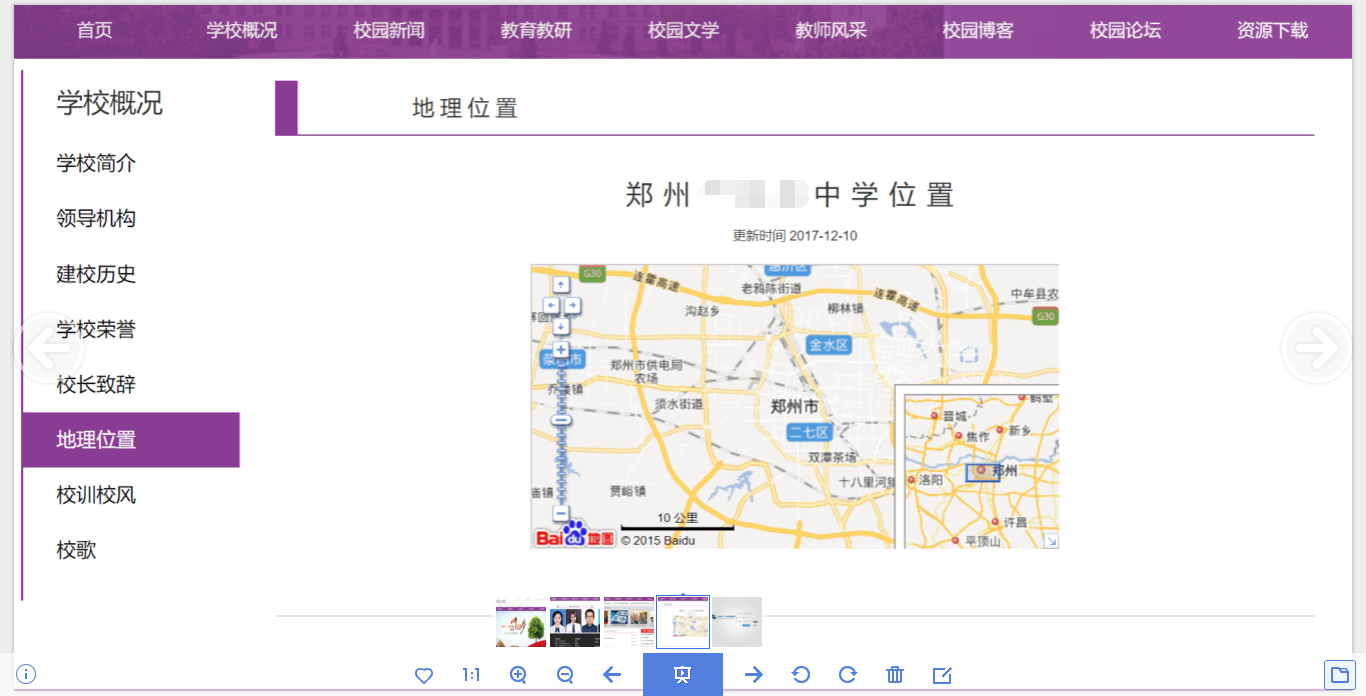 首页 学校概况 校园新闻 教育教研 校园文学 教师风采 校园博客 校园论坛 资源下载
学校概况
学校简介
领导机构
建校历史
学校荣誉
校长致辞
地理位置
校训校风
校歌
地理位置
郑州 中学位置
更新时间 2017-12-10
G30
连霍高速
惠济区
老鸦陈街道
连霍高速
中牟县农
沟赵乡
柳林镇
G30
金水区
郑州市供电局
农场
须水街道
郑州市
二七区
双潭茶场
十八里河镇
贾峪镇
庙镇
10 公里
Bai du 地图
© 2015 Baidu
鹤壁
晋城
焦作
新乡
郑州
洛阳
许昌
平顶山
1:1